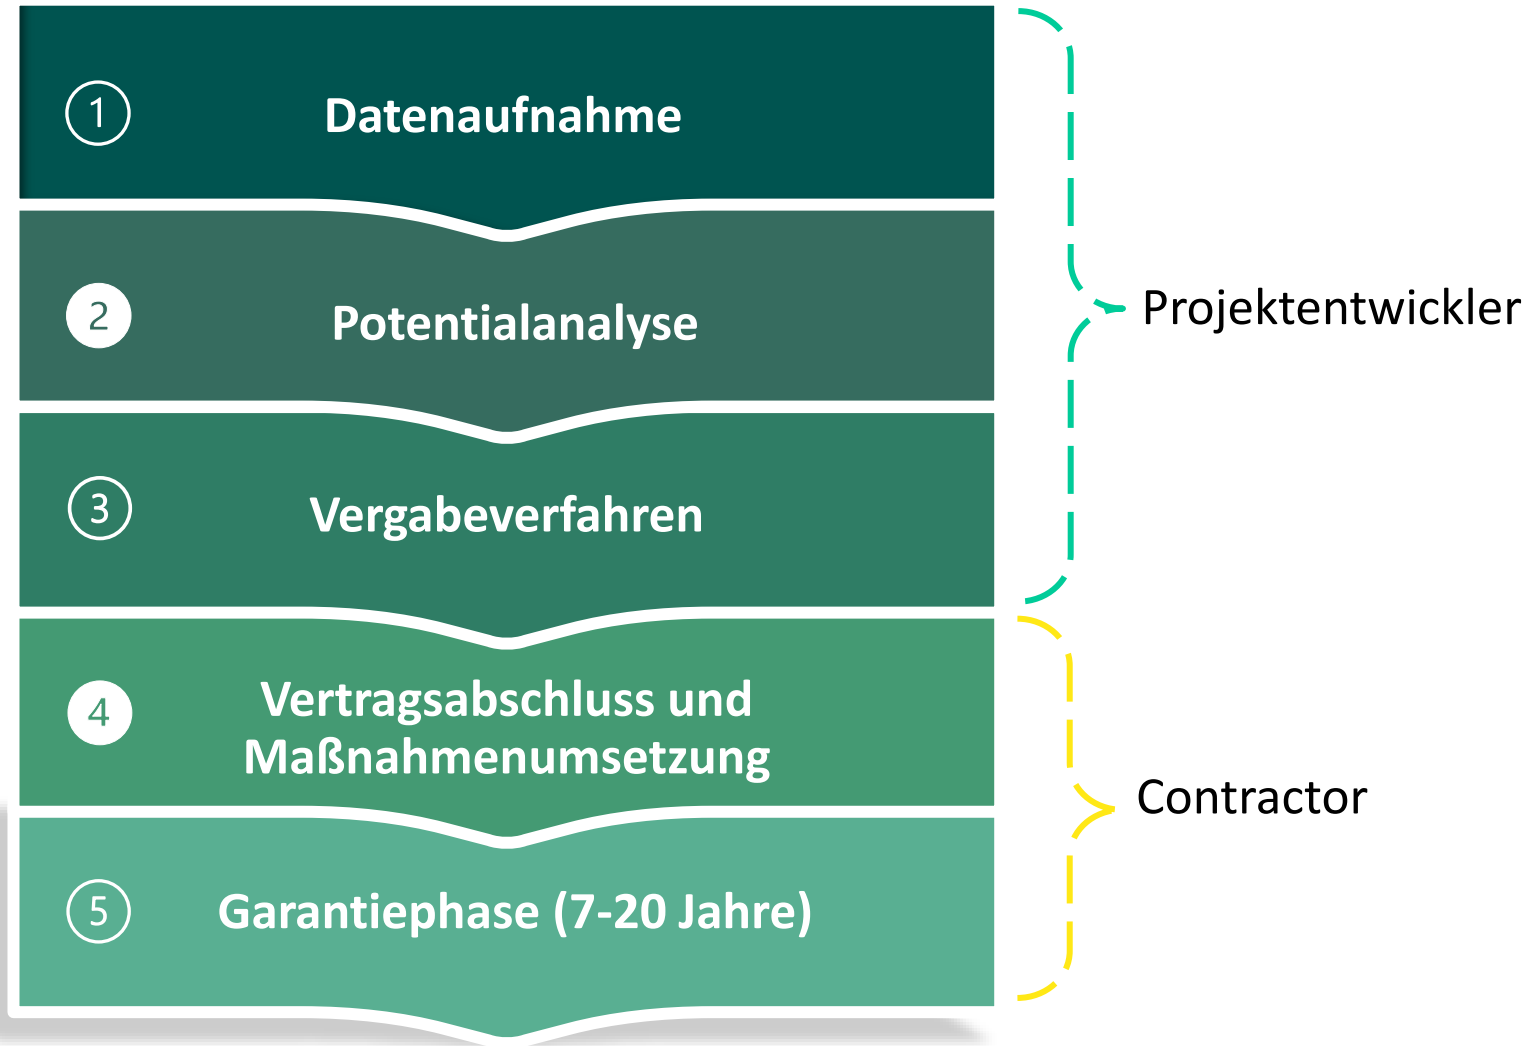 1
Datenaufnahme
2
Potentialanalyse
Projektentwickler
3
Vergabeverfahren
4
Vertragsabschluss und
Maßnahmenumsetzung
Contractor
5
Garantiephase (7-20 Jahre)